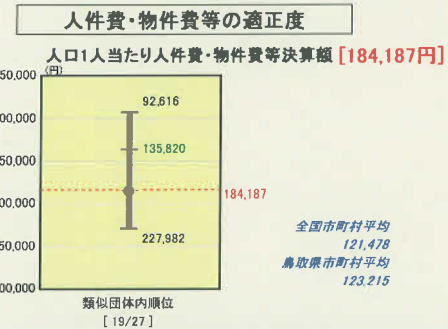 人件費・物件費等の適正度
人口1人当たり人件費・物件費等決算額 [184,187円]
(円)
50,000
00,000
50,000
00,000
50,000
00,000
92,616
135,820
184,187
227,982
全国市町村平均
121,478
鳥取県市町村平均
123,215
類似団体内順位
[ 19/27 ]